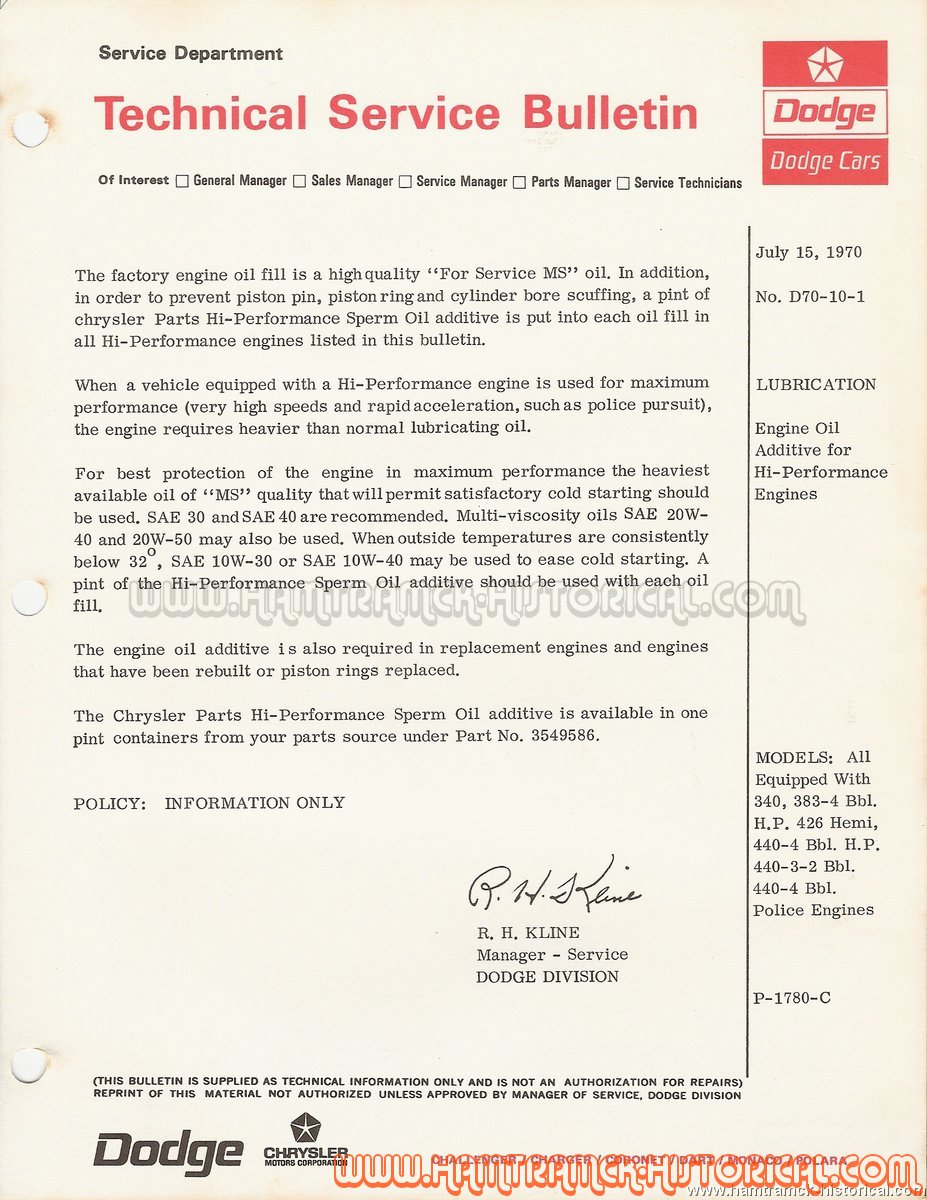 Service Department
Technical Service Bulletin
Dodge
Dodge Cars
Of Interest □ General Manager □ Sales Manager □ Service Manager □ Parts Manager □ Service Technicians
The factory engine oil fill is a high quality "For Service MS" oil. In addition,
in order to prevent piston pin, piston ring and cylinder bore scuffing, a pint of
chrysler Parts Hi-Performance Sperm Oil additive is put into each oil fill in
all Hi-Performance engines listed in this bulletin.
When a vehicle equipped with a Hi-Performance engine is used for maximum
performance (very high speeds and rapid acceleration, such as police pursuit),
the engine requires heavier than normal lubricating oil.
For best protection of the engine in maximum performance the heaviest
available oil of "MS" quality that will permit satisfactory cold starting should
be used. SAE 30 and SAE 40 are recommended. Multi-viscosity oils SAE 20W-
40 and 20W-50 may also be used. When outside temperatures are consistently
below 32°, SAE 10W-30 or SAE 10W-40 may be used to ease cold starting. A
pint of the Hi-Performance Sperm Oil additive should be used with each oil
fill.
www.Hamtramck-Historical.com
The engine oil additive is also required in replacement engines and engines
that have been rebuilt or piston rings replaced.
The Chrysler Parts Hi-Performance Sperm Oil additive is available in one
pint containers from your parts source under Part No. 3549586.
POLICY: INFORMATION ONLY
R. H. Kline
R. H. KLINE
Manager - Service
DODGE DIVISION
July 15, 1970
No. D70-10-1
LUBRICATION
Engine Oil
Additive for
Hi-Performance
Engines
MODELS: All
Equipped With
340, 383-4 Bbl.
H.P. 426 Hemi,
440-4 Bbl. H.P.
440-3-2 Bbl.
440-4 Bbl.
Police Engines
P-1780-C
(THIS BULLETIN IS SUPPLIED AS TECHNICAL INFORMATION ONLY AND IS NOT AN AUTHORIZATION FOR REPAIRS)
REPRINT OF THIS MATERIAL NOT AUTHORIZED UNLESS APPROVED BY MANAGER OF SERVICE, DODGE DIVISION
Dodge
CHRYSLER
MOTORS CORPORATION
CHALLENGER / CHARGER / CORONET / DART / MONACO / POLARA
www.Hamtramck-Historical.com
www.hamtramck-historical.com